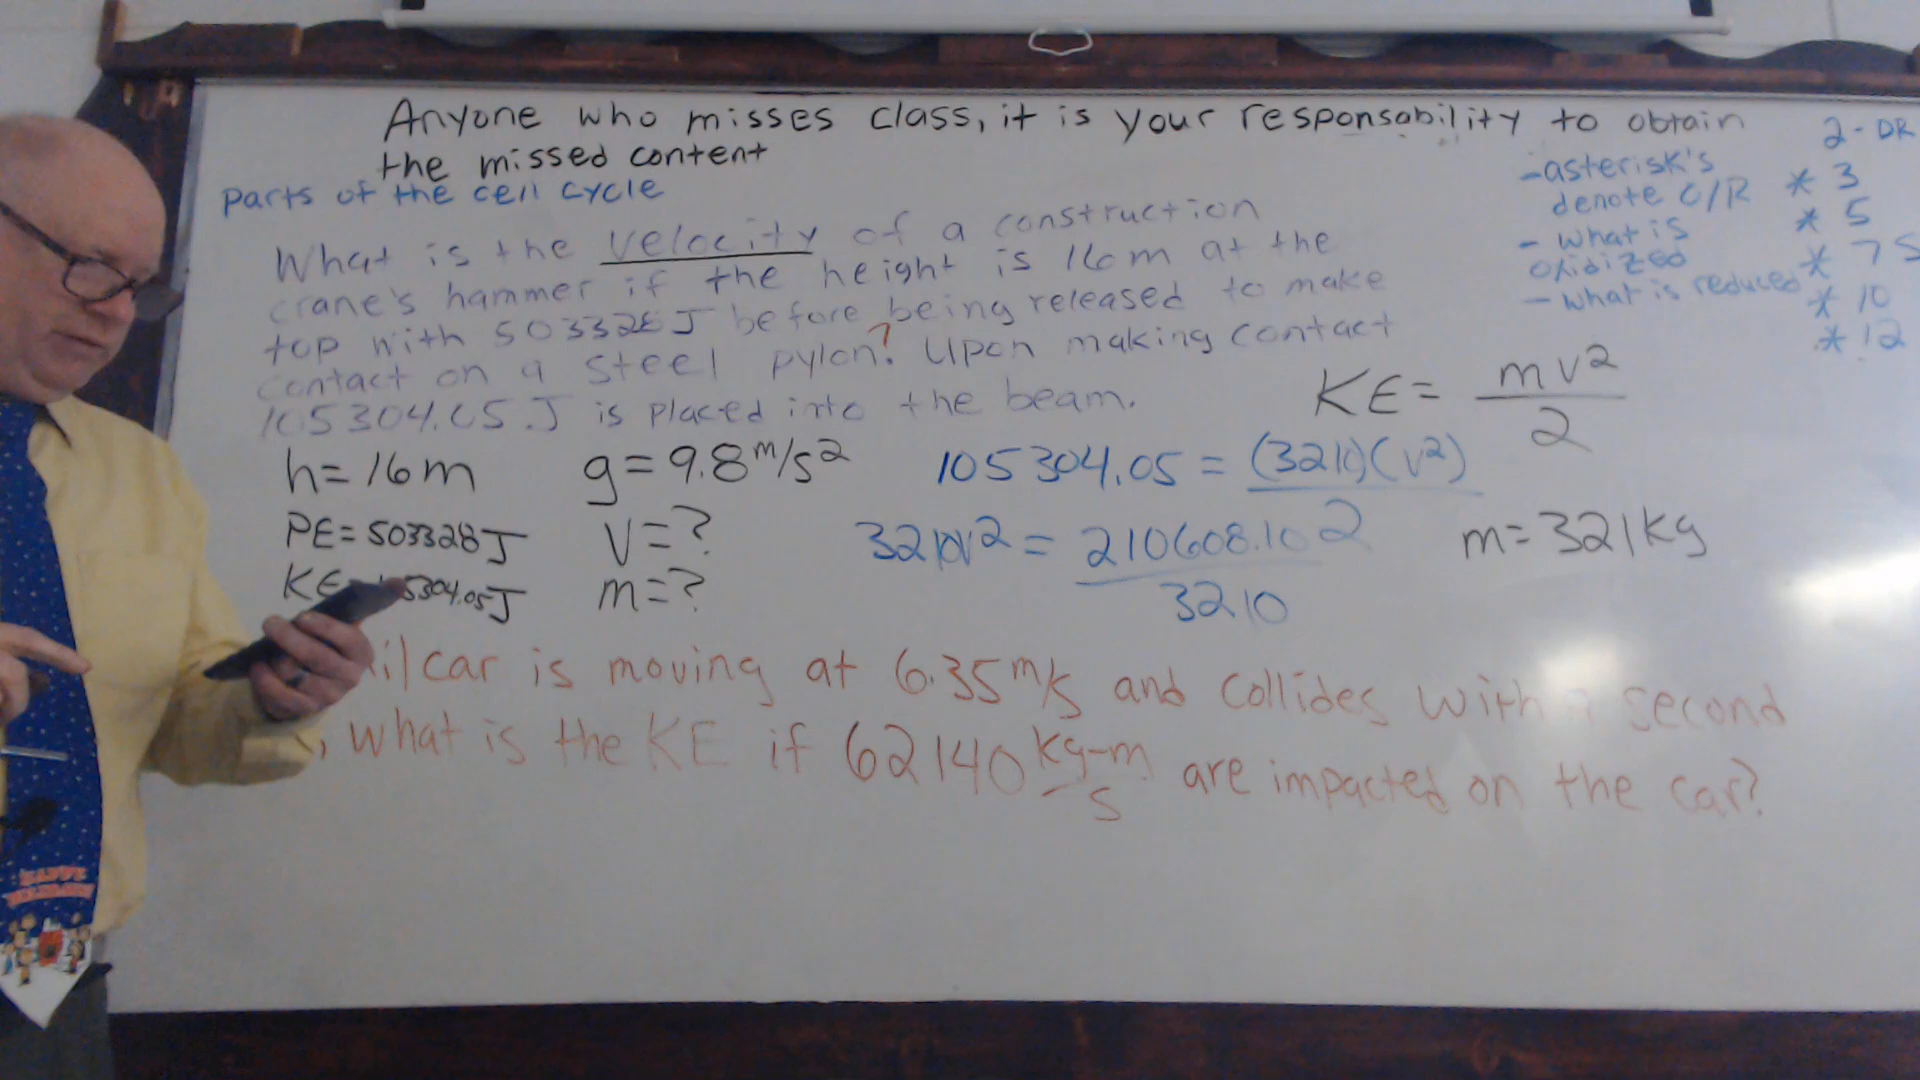 Anyone who misses class, it is your responsability to obtain
the missed content
Parts of the cell cycle
What is the velocity of a construction
crane's hammer if the height is 16m at the
top with 503328J before being released to make
contact on a steel pylon? Upon making contact
105304.05J is placed into the beam.
2-DR
-asterisk's
denote O/R
- what is
oxidized
- what is reduced
* 3
* 5
* 7 S
* 10
* 12
KE = mv²
2
h=16m g=9.8 m/s²
PE=503328J V=?
KE 5304.05J m=?
105304.05 = (3210)(v²)
3210v² = 210608.10 2
3210
m=321kg
ilcar is moving at 6.35 m/s and collides with a second
, what is the KE if 62140 kg-m are impacted on the car?
s